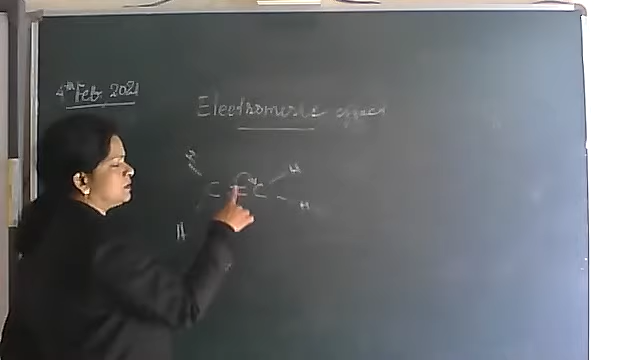 4th Feb 2021
Electromeric effect
H H
C = C
H H